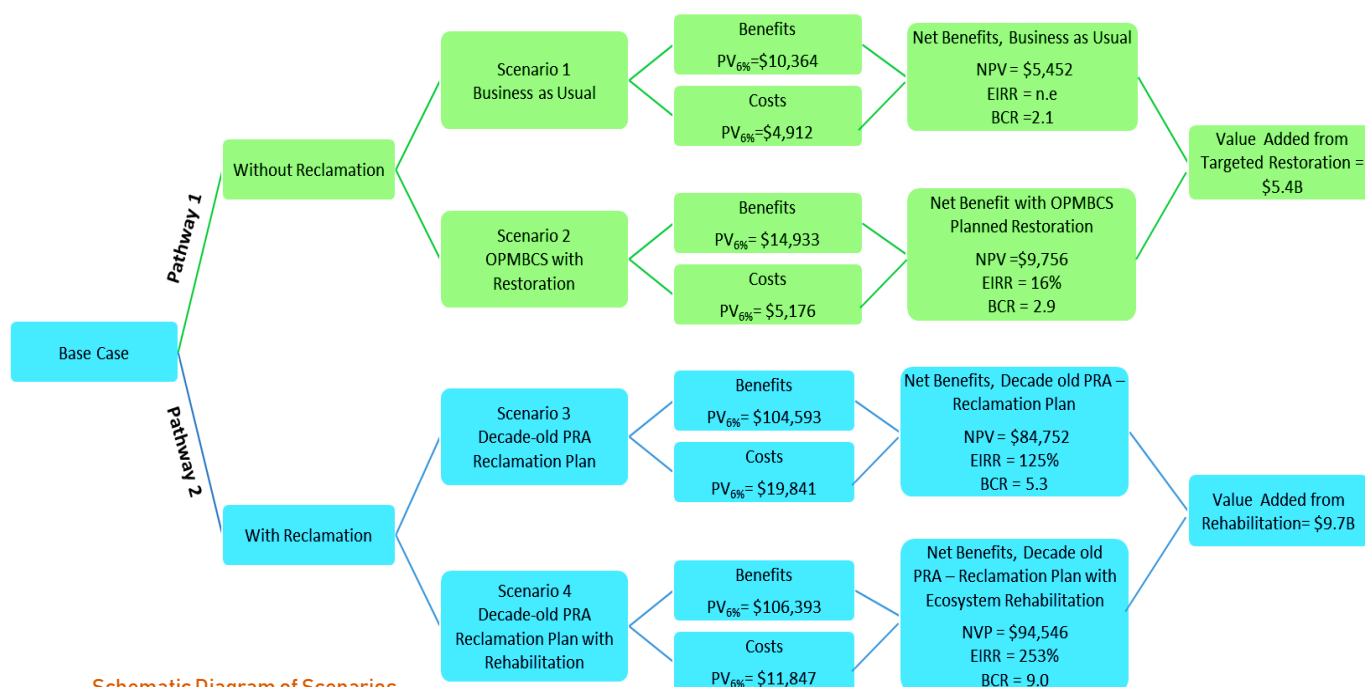 Base Case
Pathway 1
Pathway 2
Without Reclamation
With Reclamation
Scenario 1
Business as Usual
Scenario 2
OPMBCS with
Restoration
Scenario 3
Decade-old PRA
Reclamation Plan
Scenario 4
Decade-old PRA
Reclamation Plan with
Rehabilitation
Benefits
PV6%=$10,364
Costs
PV6%=$4,912
Benefits
PV6%= $14,933
Costs
PV6%= $5,176
Benefits
PV6%= $104,593
Costs
PV6%= $19,841
Benefits
PV6%= $106,393
Costs
PV6%= $11,847
Net Benefits, Business as Usual
NPV = $5,452
EIRR = n.e
BCR =2.1
Net Benefit with OPMBCS
Planned Restoration
NPV =$9,756
EIRR = 16%
BCR = 2.9
Net Benefits, Decade old PRA –
Reclamation Plan
NPV = $84,752
EIRR = 125%
BCR = 5.3
Net Benefits, Decade old
PRA – Reclamation Plan with
Ecosystem Rehabilitation
NVP = $94,546
EIRR = 253%
BCR = 9.0
Value Added from
Targeted Restoration =
$5.4B
Value Added from
Rehabilitation= $9.7B
Schematic Diagram of Scenarios